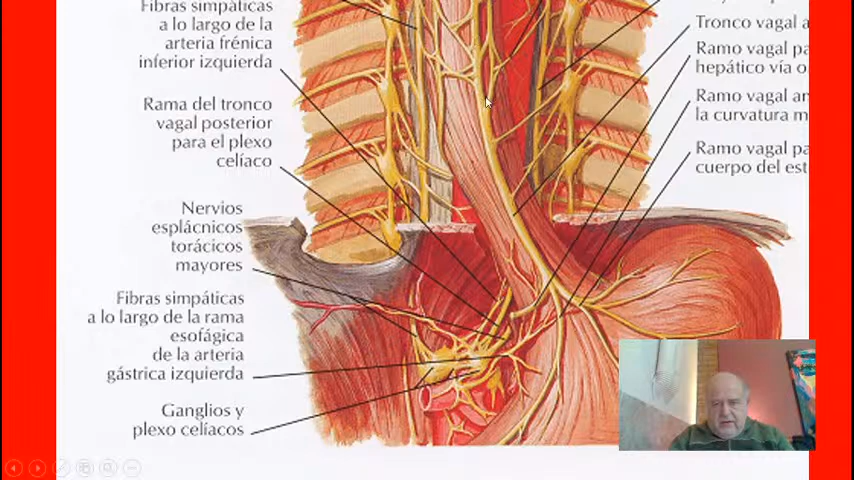 Fibras simpáticas
a lo largo de la
arteria frénica
inferior izquierda
Rama del tronco
vagal posterior
para el plexo
celíaco
Nervios
esplácnicos
torácicos
mayores
Fibras simpáticas
a lo largo de la rama
esofágica
de la arteria
gástrica izquierda
Ganglios y
plexo celíacos
Tronco vagal a
Ramo vagal pa
hepático vía o
Ramo vagal an
la curvatura m
Ramo vagal pa
cuerpo del est